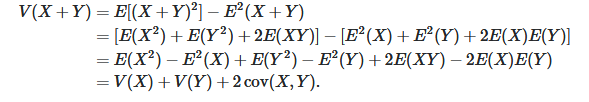 V(X + Y) = E[(X + Y)²] − E²(X + Y)
= [E(X²) + E(Y²) + 2E(XY)] − [E²(X) + E²(Y) + 2E(X)E(Y)]
= E(X²) − E²(X) + E(Y²) − E²(Y) + 2E(XY) − 2E(X)E(Y)
= V(X) + V(Y) + 2 cov(X, Y).